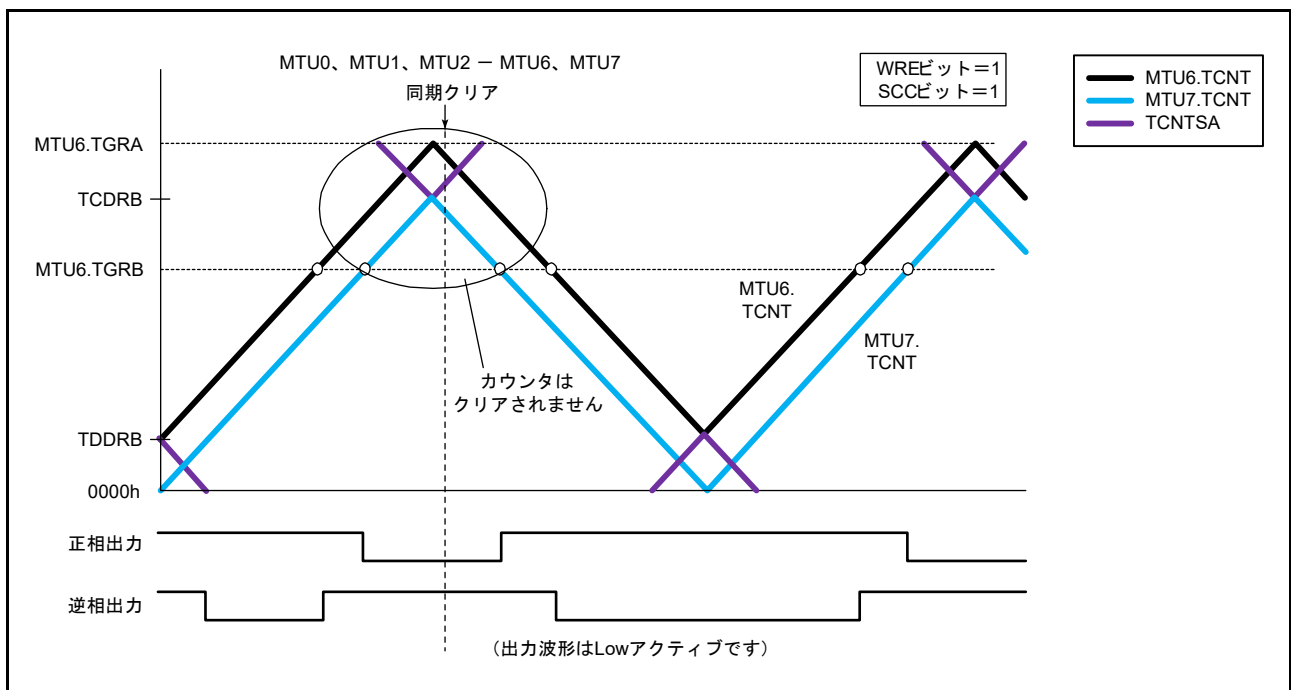 MTU0、MTU1、MTU2 － MTU6、MTU7
同期クリア
WREビット＝1
SCCビット＝1
MTU6.TCNT
MTU7.TCNT
TCNTSA
MTU6.TGRA
TCDRB
MTU6.TGRB
MTU6.
TCNT
MTU7.
TCNT
カウンタは
クリアされません
TDDRB
0000h
正相出力
逆相出力
（出力波形はLowアクティブです）